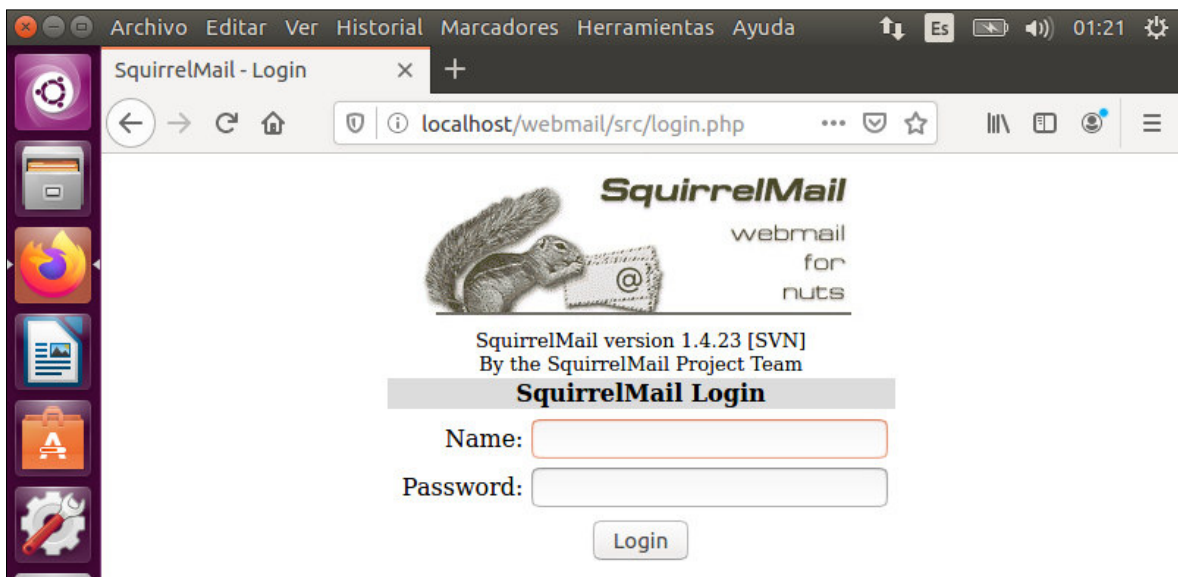 Archivo Editar Ver Historial Marcadores Herramientas Ayuda Es 01:21
SquirrelMail - Login
localhost/webmail/src/login.php
SquirrelMail
webmail
for
nuts
@
SquirrelMail version 1.4.23 [SVN]
By the SquirrelMail Project Team
SquirrelMail Login
Name:
Password:
Login